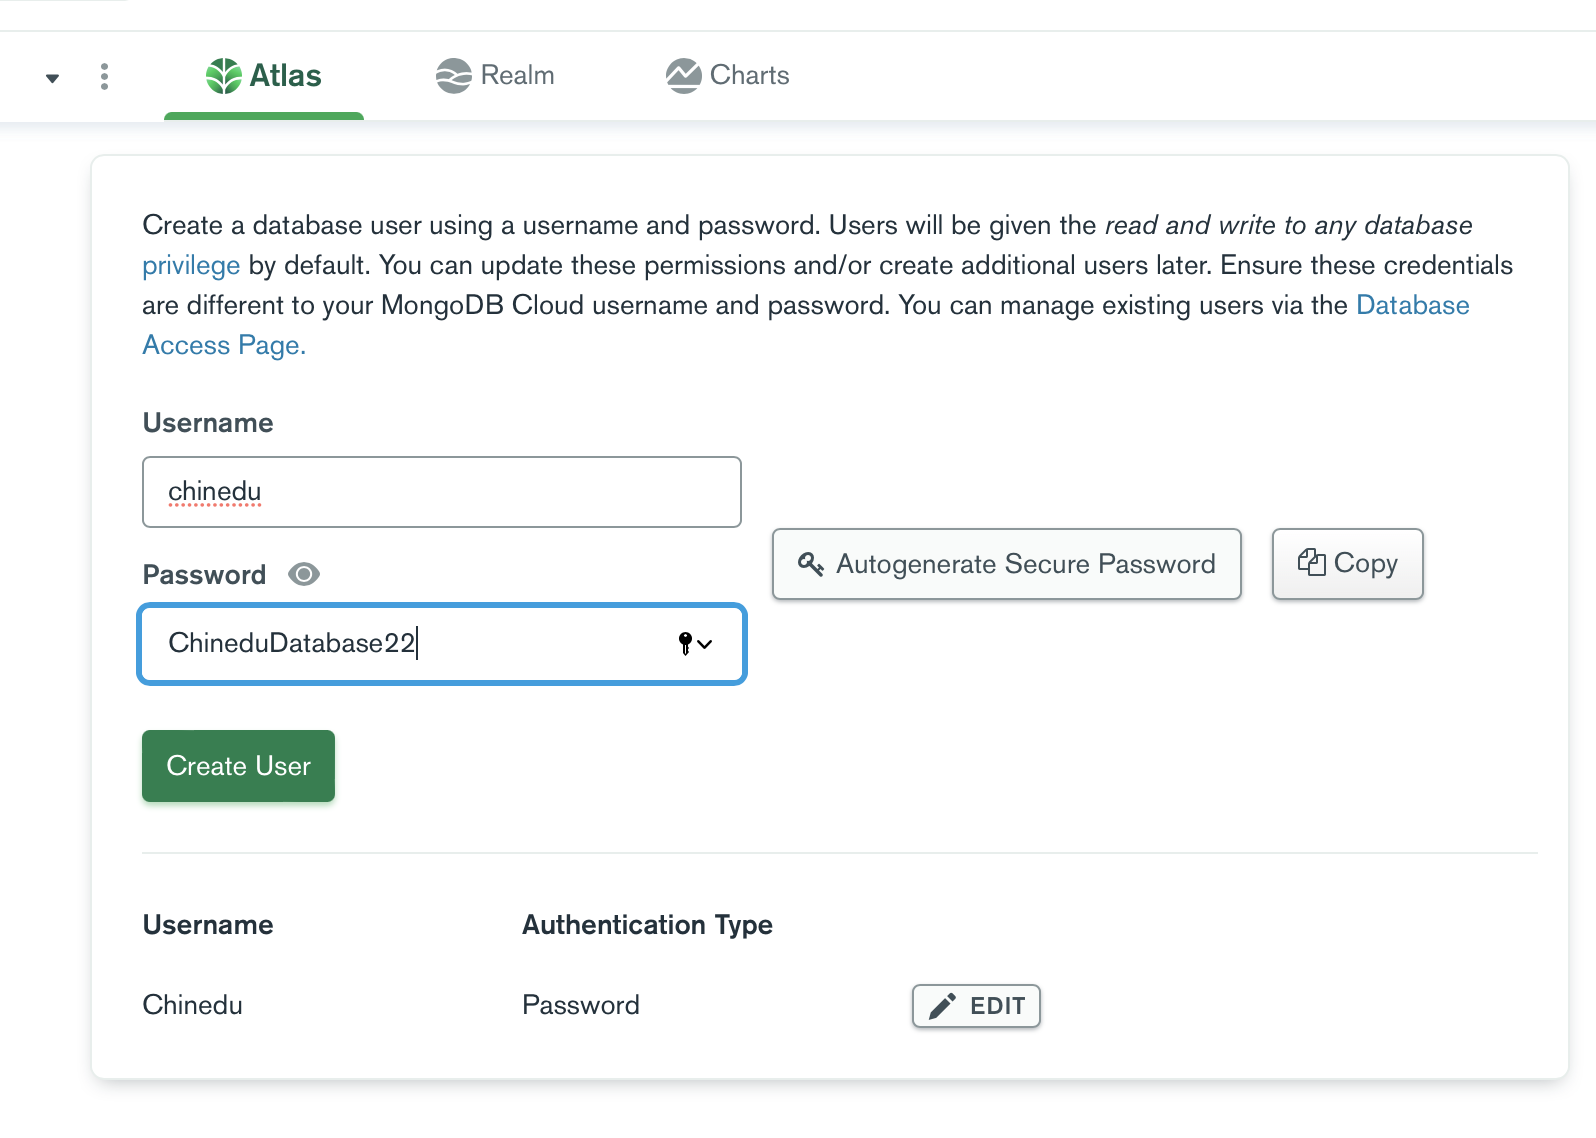 Atlas
Realm
Charts
Create a database user using a username and password. Users will be given the read and write to any database
privilege by default. You can update these permissions and/or create additional users later. Ensure these credentials
are different to your MongoDB Cloud username and password. You can manage existing users via the Database
Access Page.
Username
chinedu
Password
Autogenerate Secure Password
Copy
ChineduDatabase22
Create User
Username Authentication Type
Chinedu Password EDIT